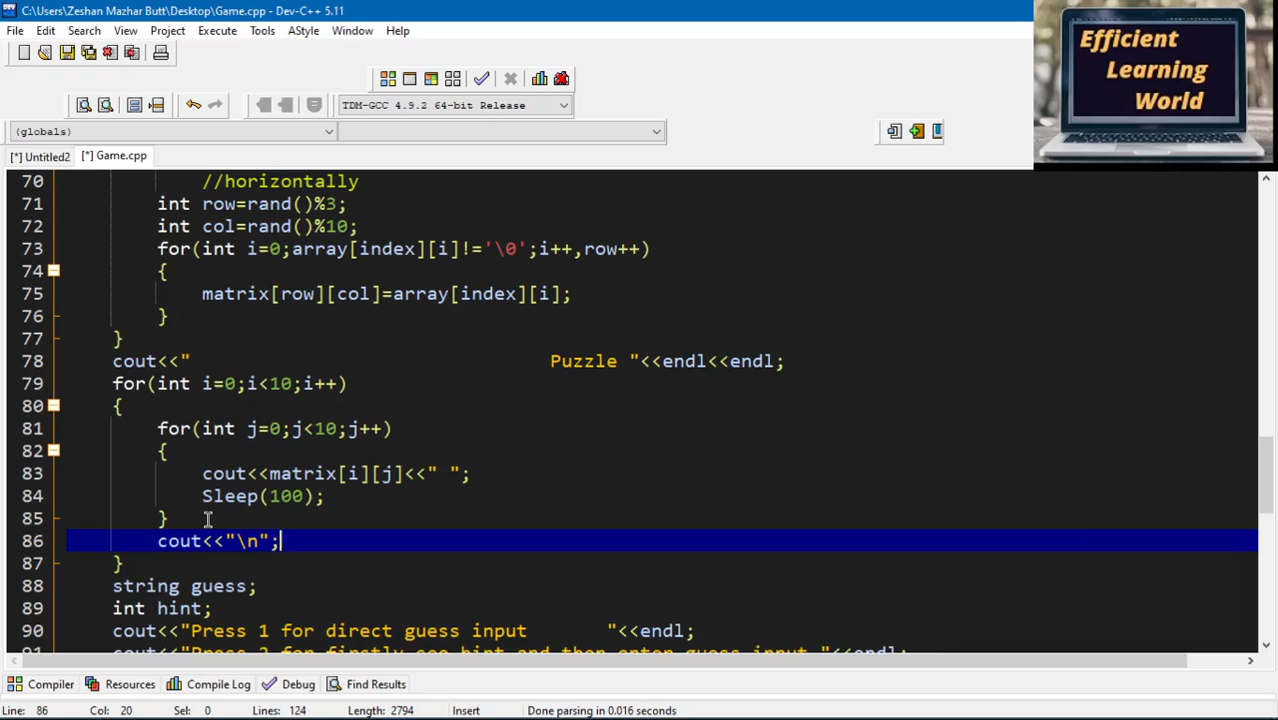 C:\Users\Zeshan Mazhar Butt\Desktop\Game.cpp - Dev-C++ 5.11
File Edit Search View Project Execute Tools AStyle Window Help
TDM-GCC 4.9.2 64-bit Release
(globals)
[*] Untitled2 [*] Game.cpp
Efficient
Learning
World
70 //horizontally
71 int row=rand()%3;
72 int col=rand()%10;
73 for(int i=0;array[index][i]!='\0';i++,row++)
74 {
75 matrix[row][col]=array[index][i];
76 }
77 }
78 cout<<" Puzzle "<<endl<<endl;
79 for(int i=0;i<10;i++)
80 {
81 for(int j=0;j<10;j++)
82 {
83 cout<<matrix[i][j]<<" ";
84 Sleep(100);
85 }
86 cout<<"\n";
87 }
88 string guess;
89 int hint;
90 cout<<"Press 1 for direct guess input "<<endl;
91 cout<<"Press 2 for firstly see hint and then enter guess input "<<endl;
Compiler Resources Compile Log Debug Find Results
Line: 86 Col: 20 Sel: 0 Lines: 124 Length: 2794 Insert Done parsing in 0.016 seconds